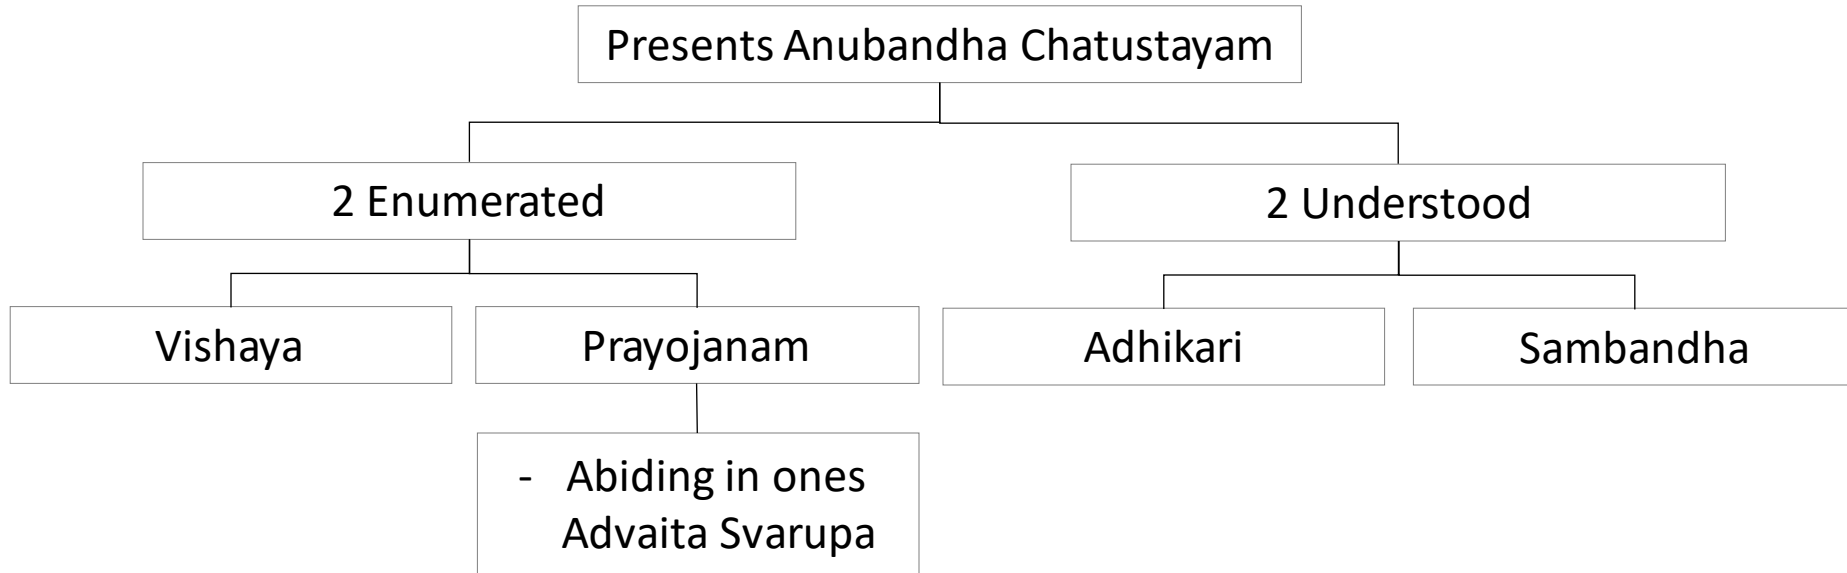 Presents Anubandha Chatustayam
2 Enumerated
2 Understood
Vishaya
Prayojanam
Adhikari
Sambandha
- Abiding in ones
Advaita Svarupa